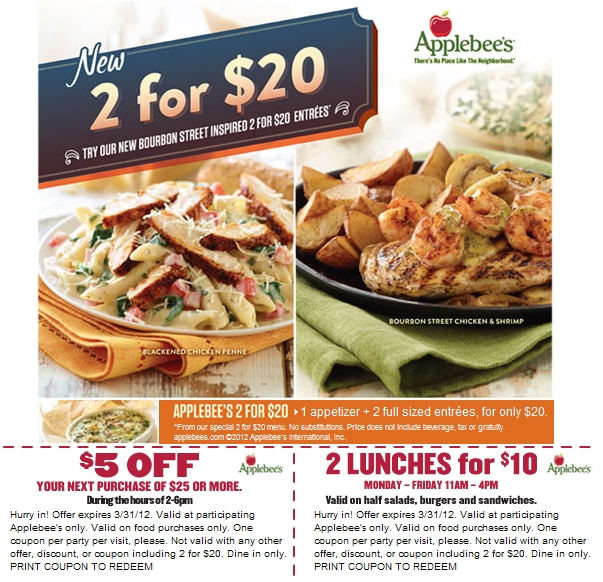 New
2 for $20
TRY OUR NEW BOURBON STREET INSPIRED 2 FOR $20 ENTRÉES*
Applebee's
There's No Place Like The Neighborhood.
BLACKENED CHICKEN PENNE
BOURBON STREET CHICKEN & SHRIMP
APPLEBEE'S 2 FOR $20 ▸ 1 appetizer + 2 full sized entrées, for only $20.
*From our special 2 for $20 menu. No substitutions. Price does not include beverage, tax or gratuity.
applebees.com ©2012 Applebee's International, Inc.
$5 OFF
Applebee's
YOUR NEXT PURCHASE OF $25 OR MORE.
During the hours of 2-6pm
Hurry in! Offer expires 3/31/12. Valid at participating
Applebee's only. Valid on food purchases only. One
coupon per party per visit, please. Not valid with any other
offer, discount, or coupon including 2 for $20. Dine in only.
PRINT COUPON TO REDEEM
2 LUNCHES for $10
Applebee's
MONDAY – FRIDAY 11AM – 4PM
Valid on half salads, burgers and sandwiches.
Hurry in! Offer expires 3/31/12. Valid at participating
Applebee's only. Valid on food purchases only. One
coupon per party per visit, please. Not valid with any other
offer, discount, or coupon including 2 for $20. Dine in only.
PRINT COUPON TO REDEEM